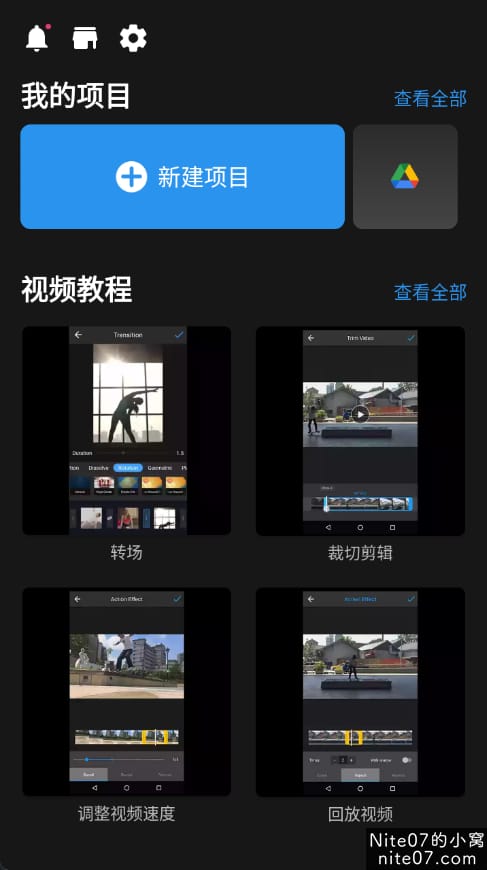 我的项目
查看全部
新建项目
视频教程
查看全部
Transition
Trim Video
Duration
1.5
Dissolve
Rotation
Geometric
转场
裁切剪辑
Action Effect
Action Effect
调整视频速度
回放视频
Nite07的小窝
nite07.com